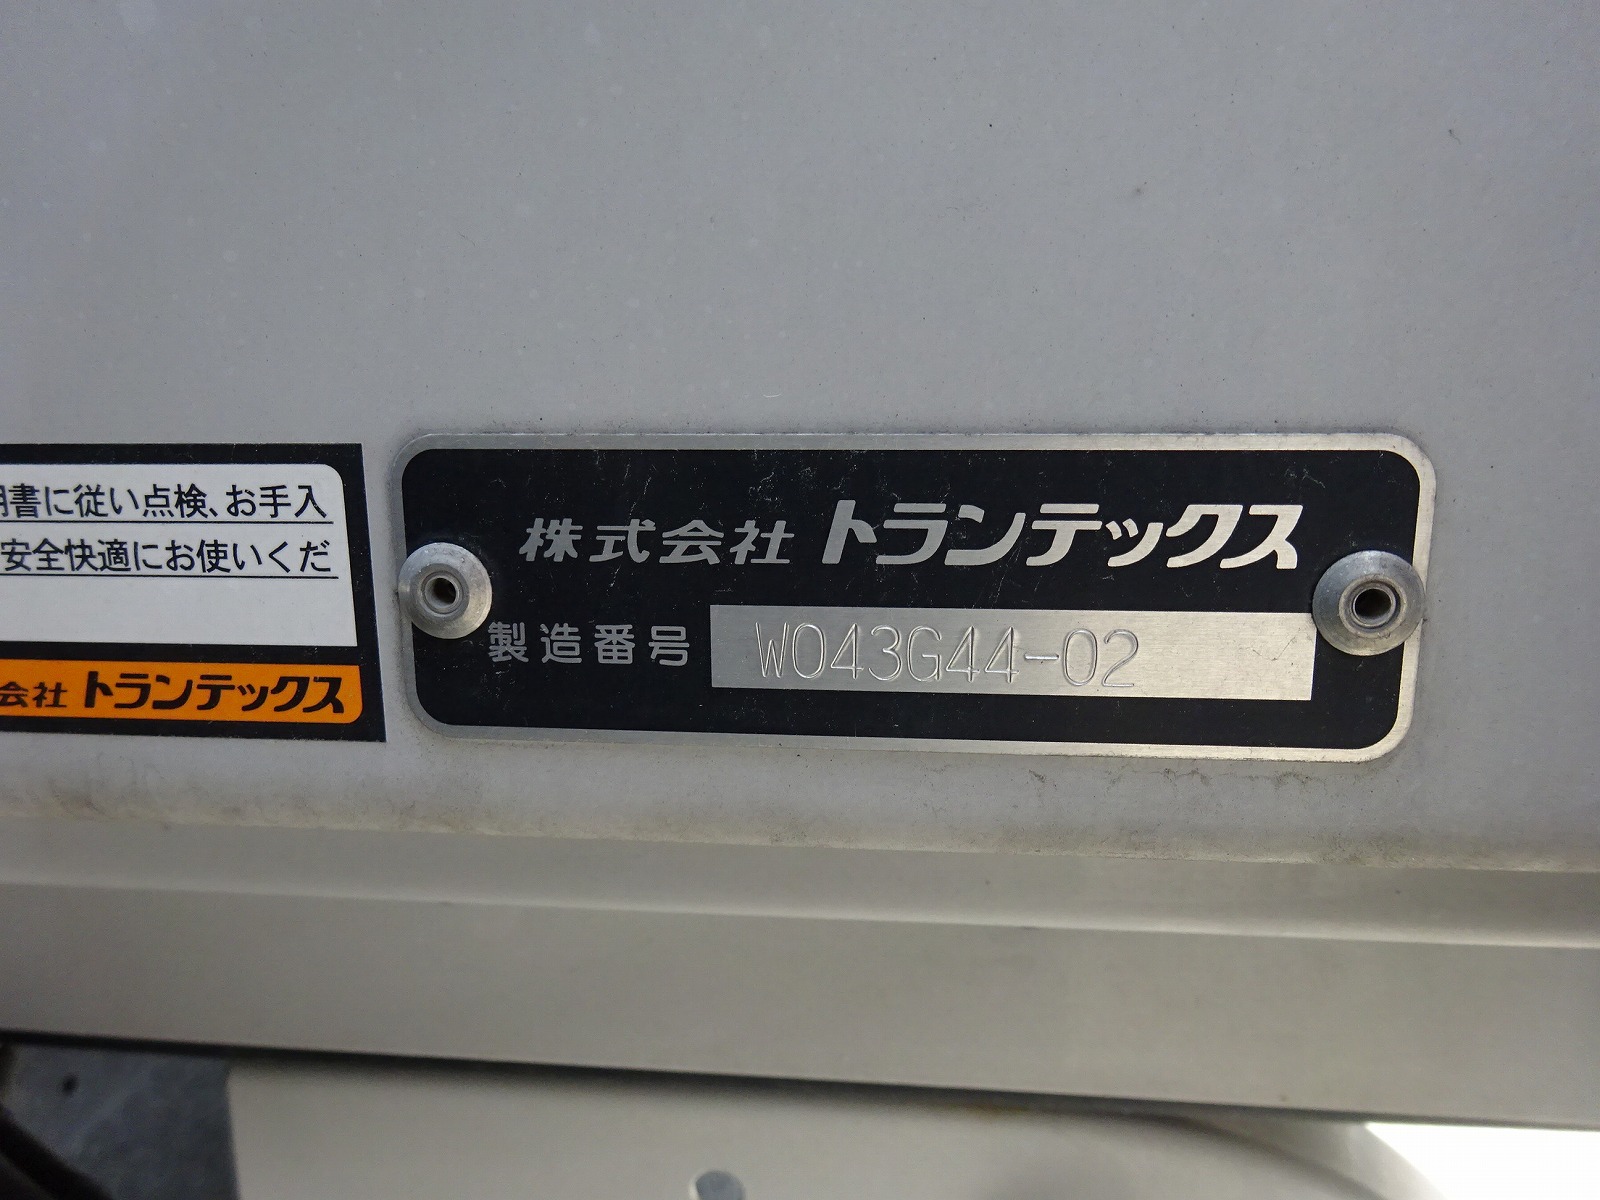 書に従い点検、お手入
安全快適にお使いくだ
会社 トランテックス
株式会社 トランテックス
製造番号 W043G44-02